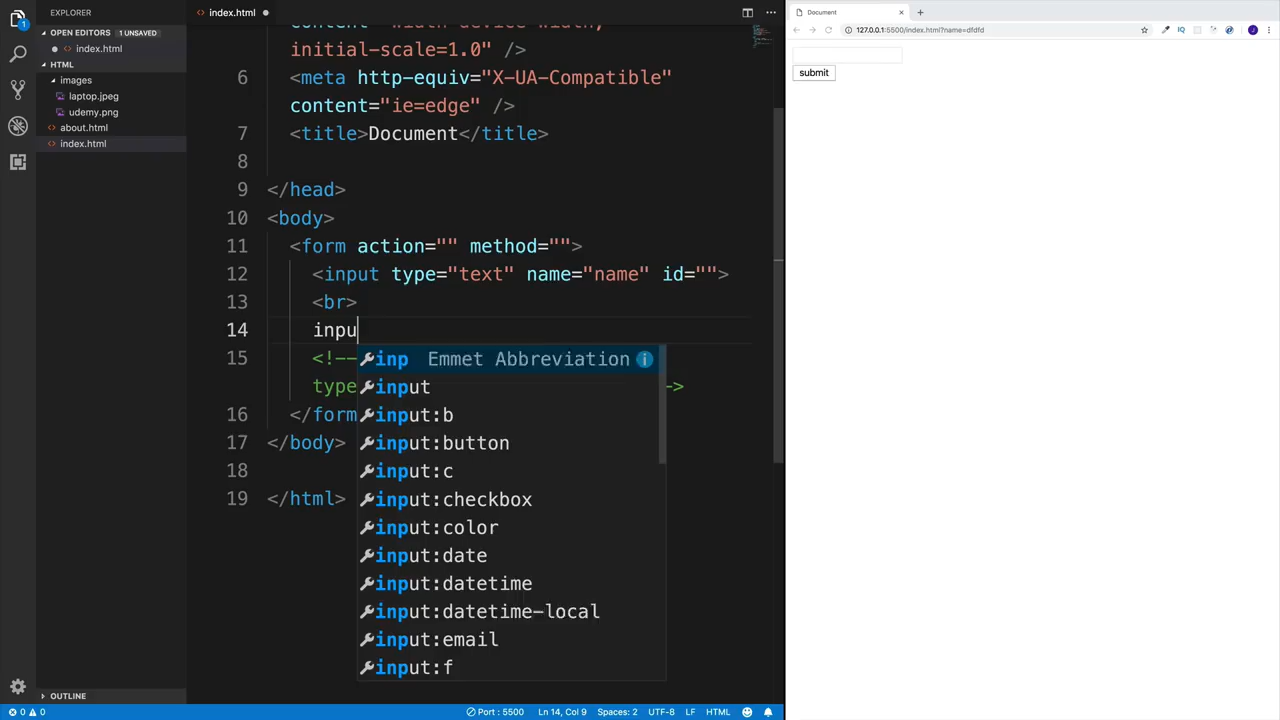 EXPLORER
OPEN EDITORS 1 UNSAVED
index.html
HTML
images
laptop.jpeg
udemy.png
about.html
index.html
OUTLINE
1
<> index.html
initial-scale=1.0" />
6 <meta http-equiv="X-UA-Compatible"
content="ie=edge" />
7 <title>Document</title>
8
9 </head>
10 <body>
11 <form action="" method="">
12 <input type="text" name="name" id="">
13 <br>
14 inpu
15 <!--
type
->
16 </form
17 </body>
18
19 </html>
inp Emmet Abbreviation
input
input:b
input:button
input:c
input:checkbox
input:color
input:date
input:datetime
input:datetime-local
input:email
input:f
0 0
Port : 5500 Ln 14, Col 9 Spaces: 2 UTF-8 LF HTML
Document
127.0.0.1:5500/index.html?name=dfdfd
IQ
J
submit